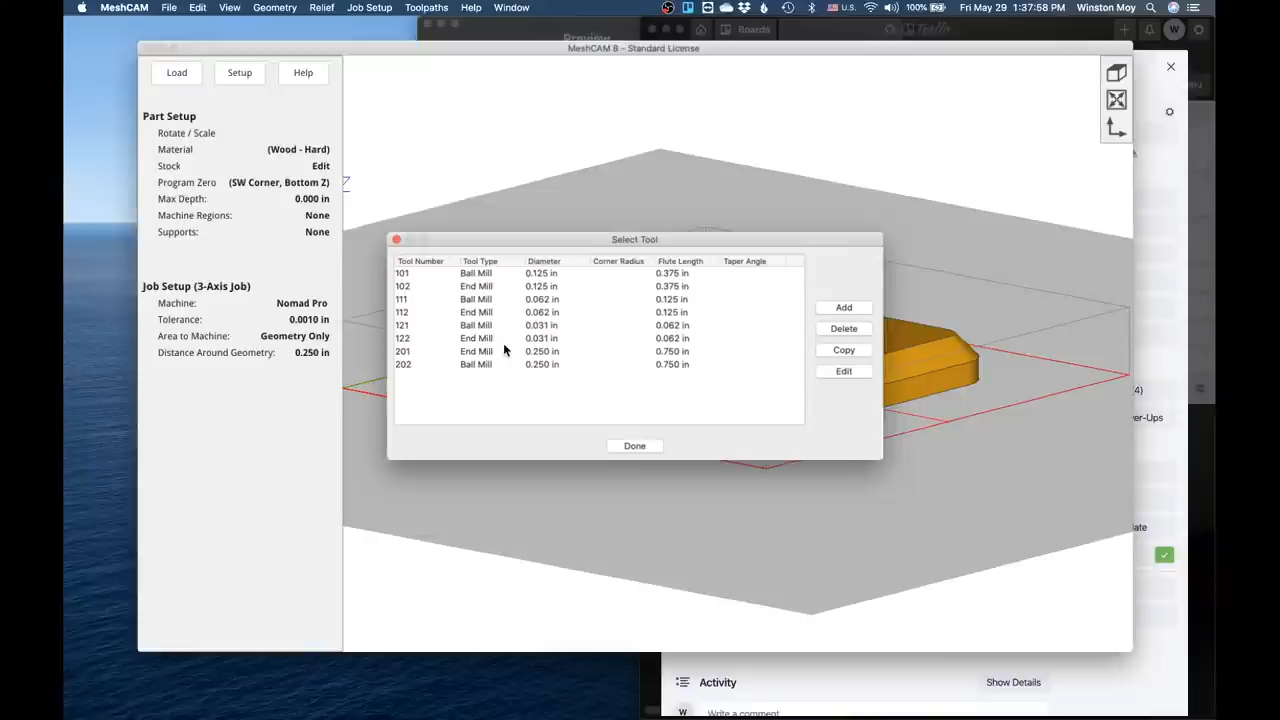 MeshCAM File Edit View Geometry Relief Job Setup Toolpaths Help Window U.S. 100% Fri May 29 1:37:58 PM Winston Moy
Preview
Boards
Trello
W
MeshCAM 8 – Standard License
Load Setup Help
Part Setup
Rotate / Scale
Material (Wood - Hard)
Stock Edit
Program Zero (SW Corner, Bottom Z)
Max Depth: 0.000 in
Machine Regions: None
Supports: None
Job Setup (3-Axis Job)
Machine: Nomad Pro
Tolerance: 0.0010 in
Area to Machine: Geometry Only
Distance Around Geometry: 0.250 in
Z
Select Tool
Tool Number Tool Type Diameter Corner Radius Flute Length Taper Angle
101 Ball Mill 0.125 in 0.375 in
102 End Mill 0.125 in 0.375 in
111 Ball Mill 0.062 in 0.125 in
112 End Mill 0.062 in 0.125 in
121 Ball Mill 0.031 in 0.062 in
122 End Mill 0.031 in 0.062 in
201 End Mill 0.250 in 0.750 in
202 Ball Mill 0.250 in 0.750 in
Add
Delete
Copy
Edit
Done
(4)
er-Ups
late
Activity Show Details
W Write a comment